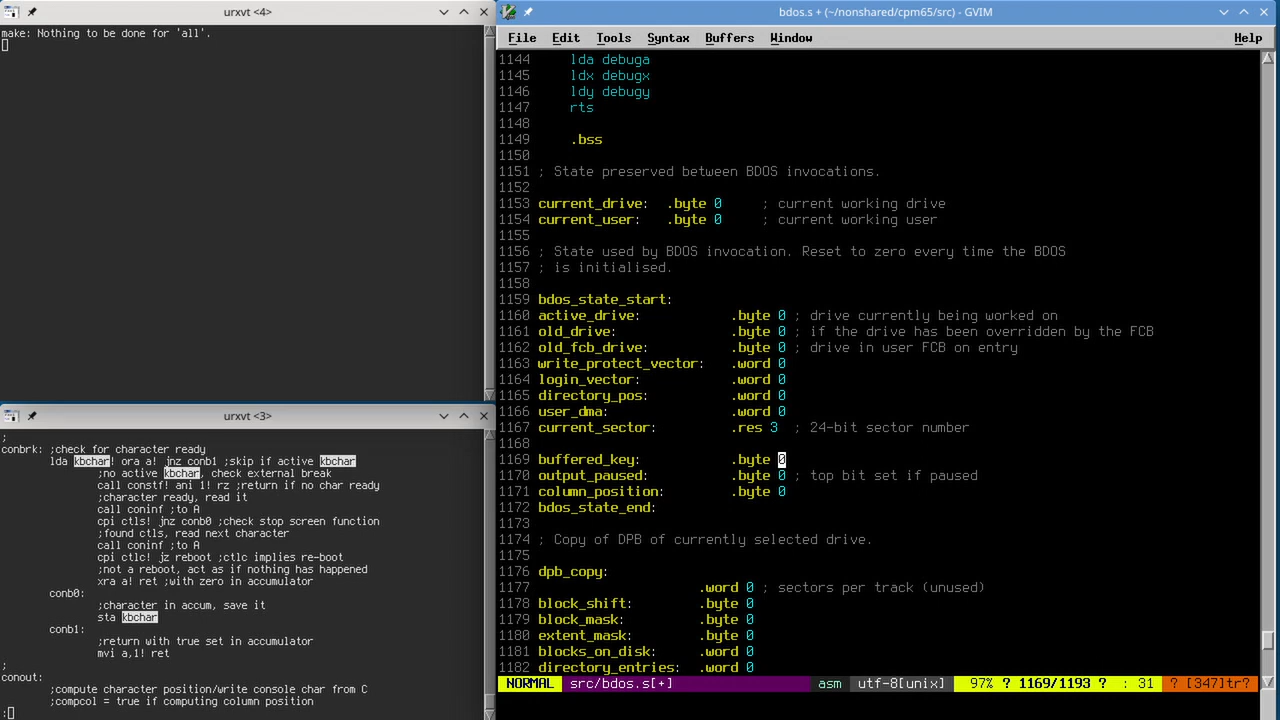 urxvt <4>
make: Nothing to be done for 'all'.
urxvt <3>
;
conbrk: ;check for character ready
lda kbchar! ora a! jnz conb1 ;skip if active kbchar
;no active kbchar, check external break
call constf! ani 1! rz ;return if no char ready
;character ready, read it
call coninf ;to A
cpi ctls! jnz conb0 ;check stop screen function
;found ctls, read next character
call coninf ;to A
cpi ctlc! jz reboot ;ctlc implies re-boot
;not a reboot, act as if nothing has happened
xra a! ret ;with zero in accumulator
conb0:
;character in accum, save it
sta kbchar
conb1:
;return with true set in accumulator
mvi a,1! ret
;
conout:
;compute character position/write console char from C
;compcol = true if computing column position
:
bdos.s + (~/nonshared/cpm65/src) - GVIM
File Edit Tools Syntax Buffers Window Help
1144 lda debuga
1145 ldx debugx
1146 ldy debugy
1147 rts
1148
1149 .bss
1150
1151 ; State preserved between BDOS invocations.
1152
1153 current_drive: .byte 0 ; current working drive
1154 current_user: .byte 0 ; current working user
1155
1156 ; State used by BDOS invocation. Reset to zero every time the BDOS
1157 ; is initialised.
1158
1159 bdos_state_start:
1160 active_drive: .byte 0 ; drive currently being worked on
1161 old_drive: .byte 0 ; if the drive has been overridden by the FCB
1162 old_fcb_drive: .byte 0 ; drive in user FCB on entry
1163 write_protect_vector: .word 0
1164 login_vector: .word 0
1165 directory_pos: .word 0
1166 user_dma: .word 0
1167 current_sector: .res 3 ; 24-bit sector number
1168
1169 buffered_key: .byte 0
1170 output_paused: .byte 0 ; top bit set if paused
1171 column_position: .byte 0
1172 bdos_state_end:
1173
1174 ; Copy of DPB of currently selected drive.
1175
1176 dpb_copy:
1177 .word 0 ; sectors per track (unused)
1178 block_shift: .byte 0
1179 block_mask: .byte 0
1180 extent_mask: .byte 0
1181 blocks_on_disk: .word 0
1182 directory_entries: .word 0
NORMAL src/bdos.s[+] asm utf-8[unix] 97% ? 1169/1193 ? : 31 ? [347]tr?